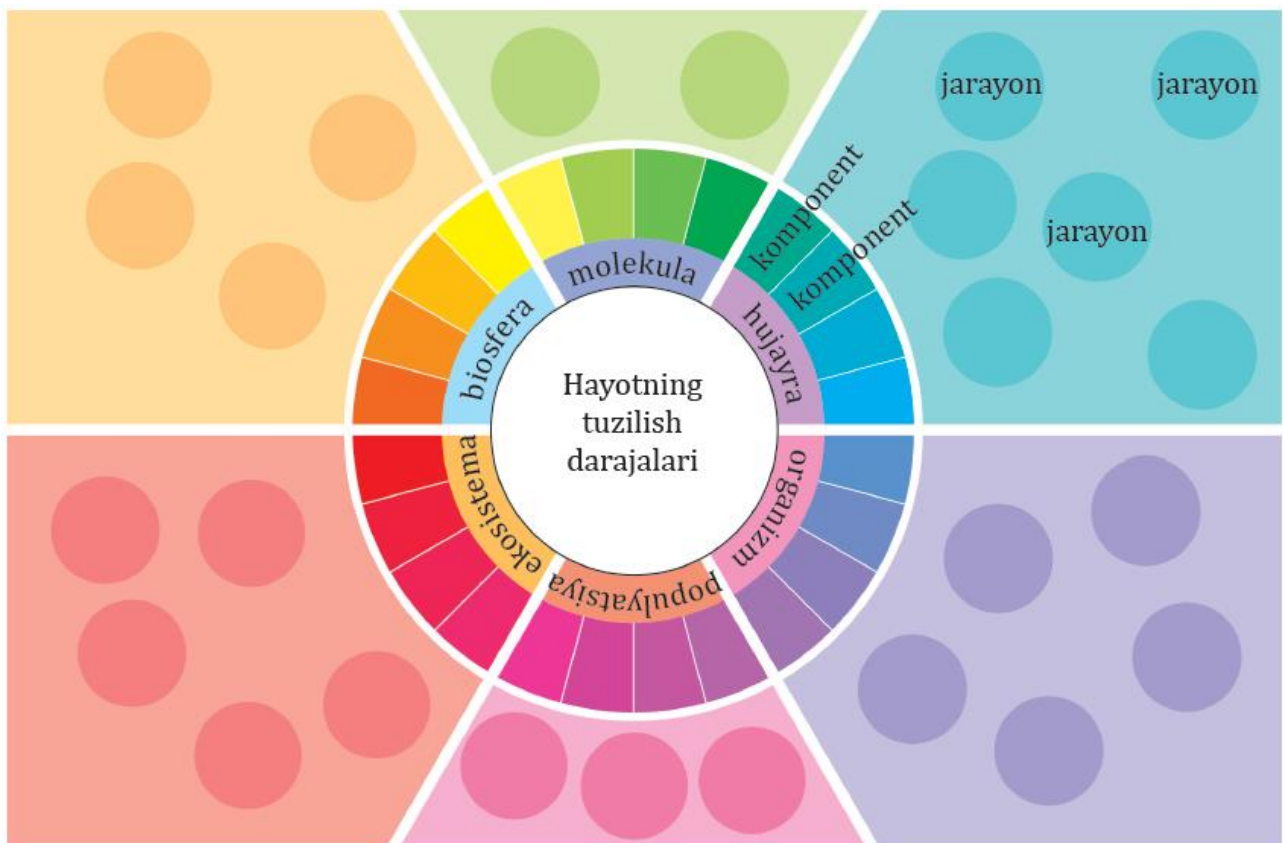 jarayon
jarayon
jarayon
komponent
komponent
molekula
hujayra
organizm
populyatsiya
ekosistema
biosfera
Hayotning
tuzilish
darajalari